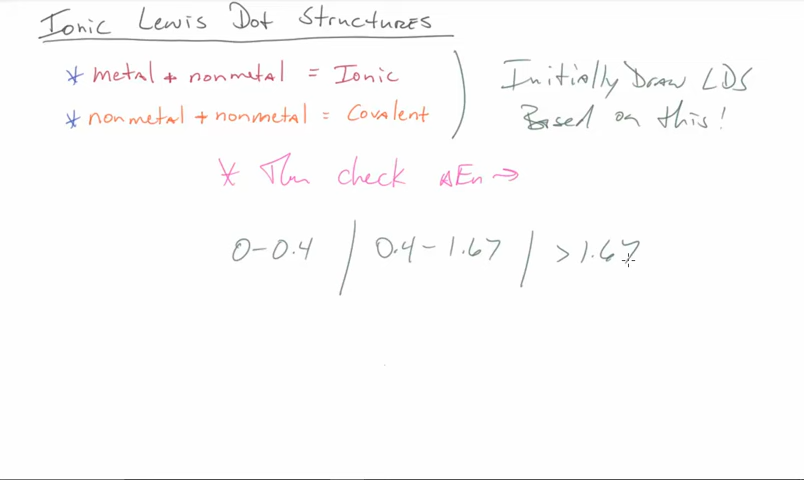 Ionic Lewis Dot Structures
* metal + nonmetal = Ionic
* nonmetal + nonmetal = Covalent
Initially Draw LDS
Based on this!
* Then check ΔEn →
0-0.4 / 0.4-1.67 / >1.67